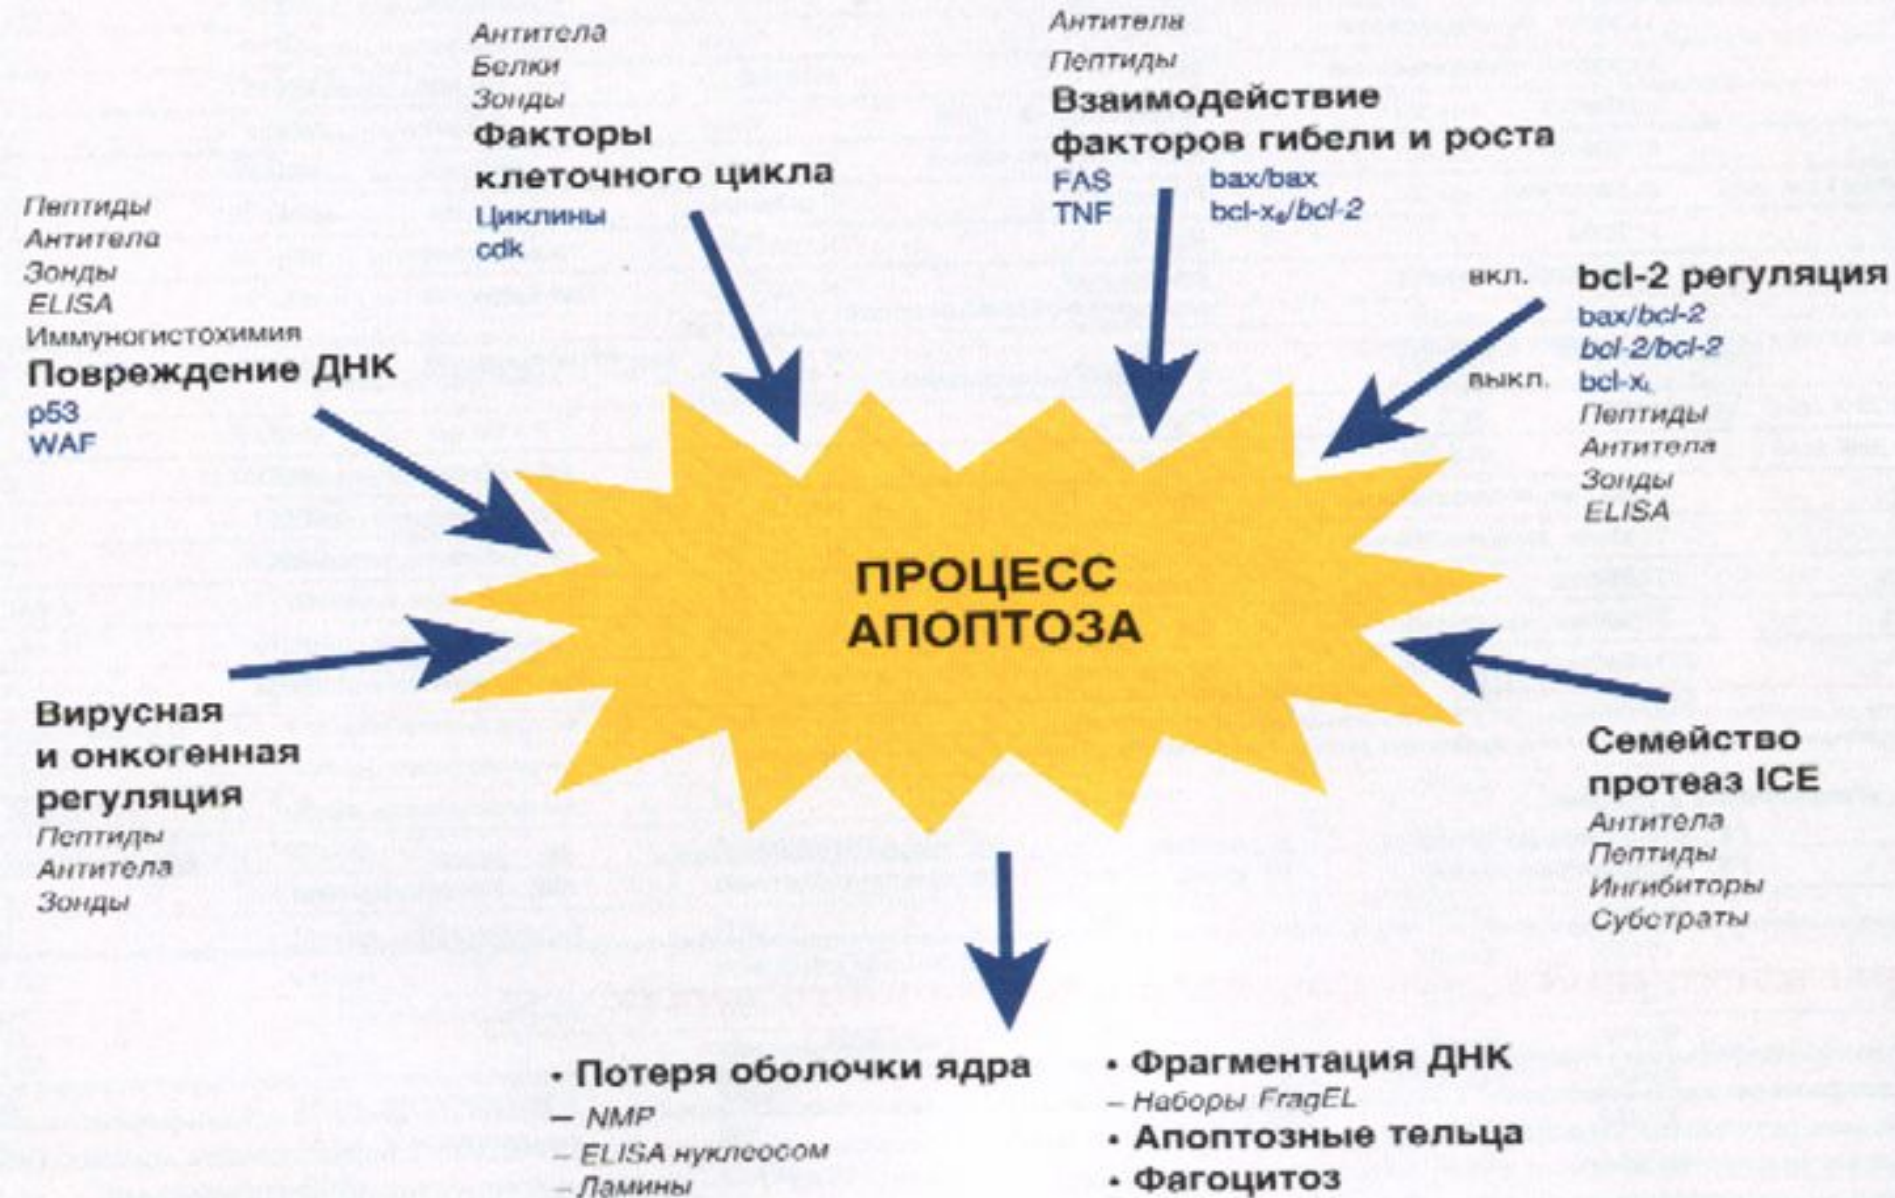 Антитела
Белки
Зонды
Факторы
клеточного цикла
Циклины
cdk
Антитела
Пептиды
Взаимодействие
факторов гибели и роста
FAS bax/bax
TNF bcl-xs/bcl-2
Пептиды
Антитела
Зонды
ELISA
Иммуногистохимия
Повреждение ДНК
p53
WAF
вкл. bcl-2 регуляция
bax/bcl-2
bcl-2/bcl-2
выкл. bcl-xL
Пептиды
Антитела
Зонды
ELISA
ПРОЦЕСС
АПОПТОЗА
Вирусная
и онкогенная
регуляция
Пептиды
Антитела
Зонды
Семейство
протеаз ICE
Антитела
Пептиды
Ингибиторы
Субстраты
• Потеря оболочки ядра
– NMP
– ELISA нуклеосом
– Ламины
• Фрагментация ДНК
– Наборы FragEL
• Апоптозные тельца
• Фагоцитоз